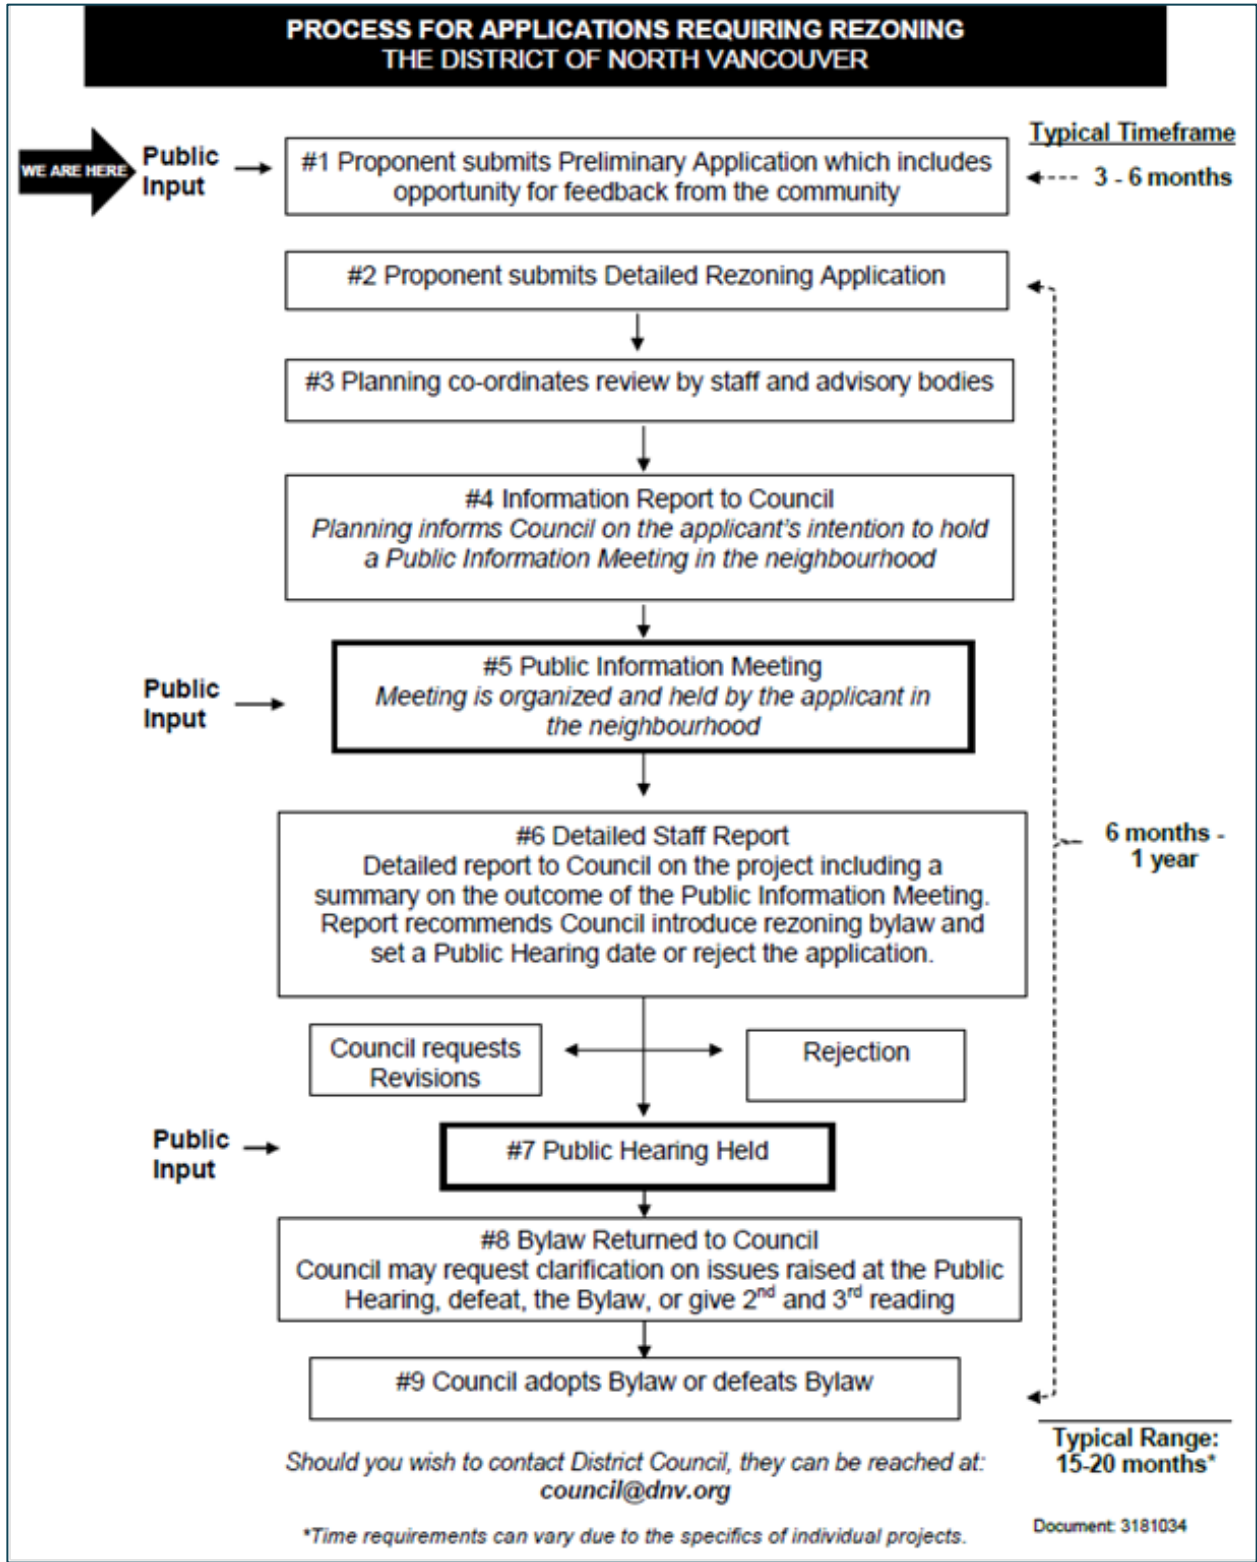 PROCESS FOR APPLICATIONS REQUIRING REZONING
THE DISTRICT OF NORTH VANCOUVER
Typical Timeframe
WE ARE HERE
Public
Input
#1 Proponent submits Preliminary Application which includes
opportunity for feedback from the community
3 - 6 months
#2 Proponent submits Detailed Rezoning Application
#3 Planning co-ordinates review by staff and advisory bodies
#4 Information Report to Council
Planning informs Council on the applicant's intention to hold
a Public Information Meeting in the neighbourhood
Public
Input
#5 Public Information Meeting
Meeting is organized and held by the applicant in
the neighbourhood
#6 Detailed Staff Report
Detailed report to Council on the project including a
summary on the outcome of the Public Information Meeting.
Report recommends Council introduce rezoning bylaw and
set a Public Hearing date or reject the application.
6 months -
1 year
Council requests
Revisions
Rejection
Public
Input
#7 Public Hearing Held
#8 Bylaw Returned to Council
Council may request clarification on issues raised at the Public
Hearing, defeat, the Bylaw, or give 2nd and 3rd reading
#9 Council adopts Bylaw or defeats Bylaw
Typical Range:
15-20 months*
Should you wish to contact District Council, they can be reached at:
council@dnv.org
*Time requirements can vary due to the specifics of individual projects.
Document: 3181034